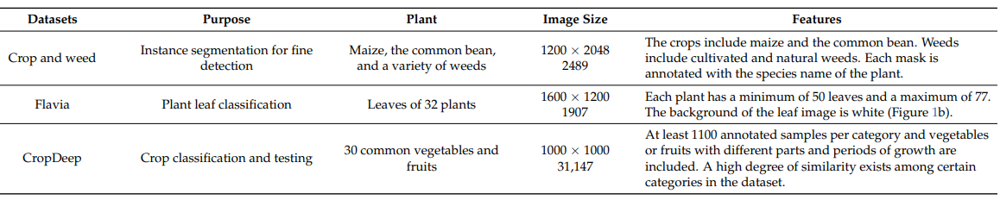 Datasets Purpose Plant Image Size Features
Crop and weed
Instance segmentation for fine
detection
Maize, the common bean,
and a variety of weeds
1200 × 2048
2489
The crops include maize and the common bean. Weeds
include cultivated and natural weeds. Each mask is
annotated with the species name of the plant.
Flavia
Plant leaf classification
Leaves of 32 plants
1600 × 1200
1907
Each plant has a minimum of 50 leaves and a maximum of 77.
The background of the leaf image is white (Figure 1b).
CropDeep
Crop classification and testing
30 common vegetables and
fruits
1000 × 1000
31,147
At least 1100 annotated samples per category and vegetables
or fruits with different parts and periods of growth are
included. A high degree of similarity exists among certain
categories in the dataset.